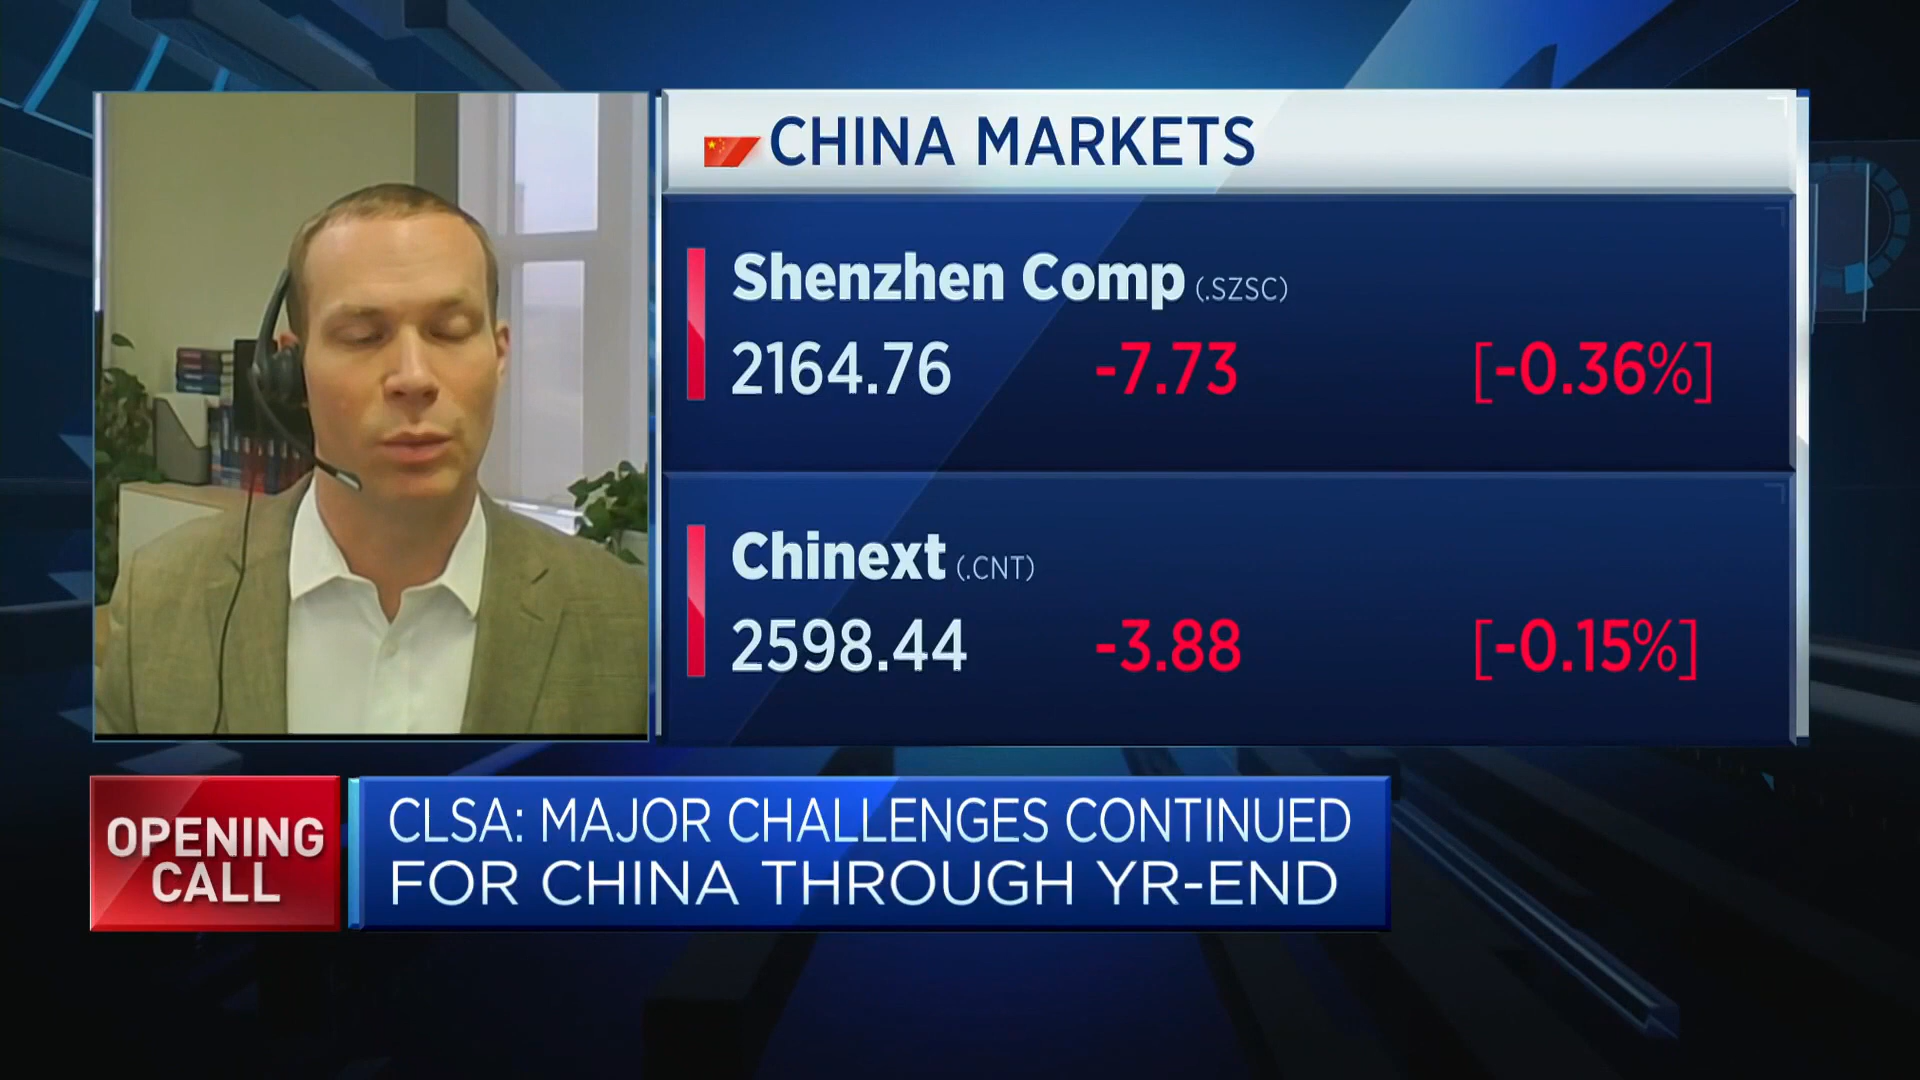 CHINA MARKETS
Shenzhen Comp (.SZSC)
2164.76 -7.73 [-0.36%]
Chinext (.CNT)
2598.44 -3.88 [-0.15%]
OPENING
CALL
CLSA: MAJOR CHALLENGES CONTINUED
FOR CHINA THROUGH YR-END